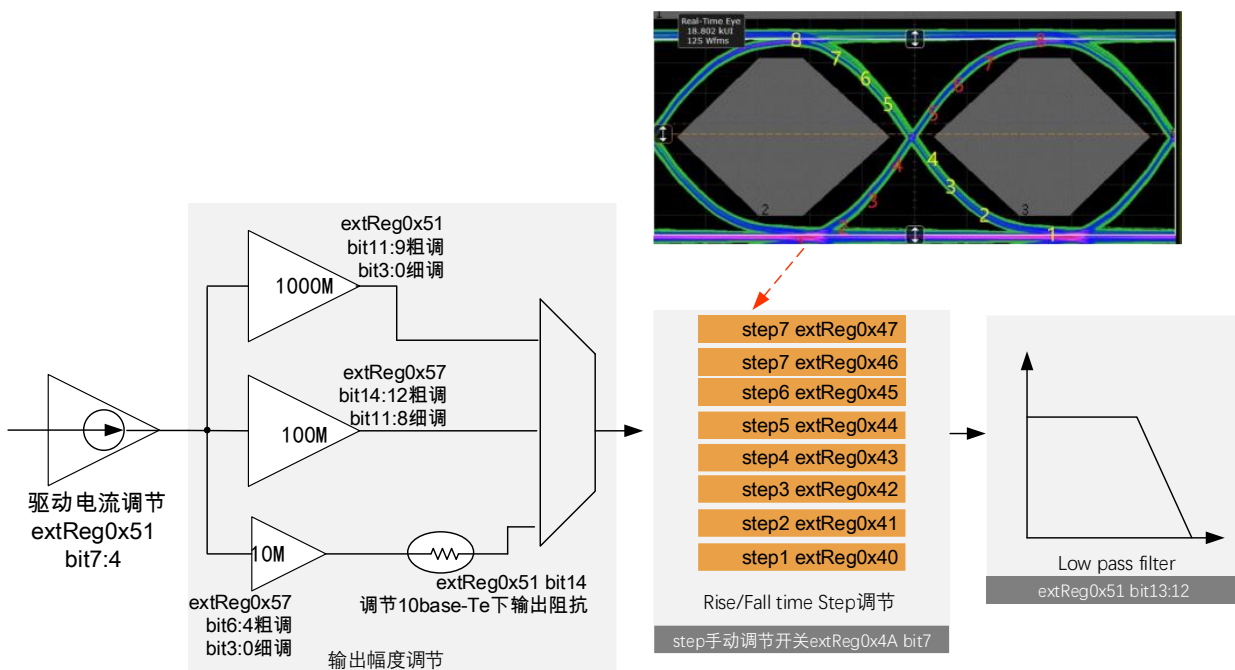 1
Real-Time Eye
18.802 kUI
125 Wfms
8
7
6
5
4
3
2
1
8
7
6
5
4
3
2
2
3
extReg0x51
bit11:9粗调
bit3:0细调
1000M
extReg0x57
bit14:12粗调
bit11:8细调
100M
驱动电流调节
extReg0x51
bit7:4
10M
extReg0x51 bit14
调节10base-Te下输出阻抗
extReg0x57
bit6:4粗调
bit3:0细调
输出幅度调节
step7 extReg0x47
step7 extReg0x46
step6 extReg0x45
step5 extReg0x44
step4 extReg0x43
step3 extReg0x42
step2 extReg0x41
step1 extReg0x40
Rise/Fall time Step调节
step手动调节开关extReg0x4A bit7
Low pass filter
extReg0x51 bit13:12